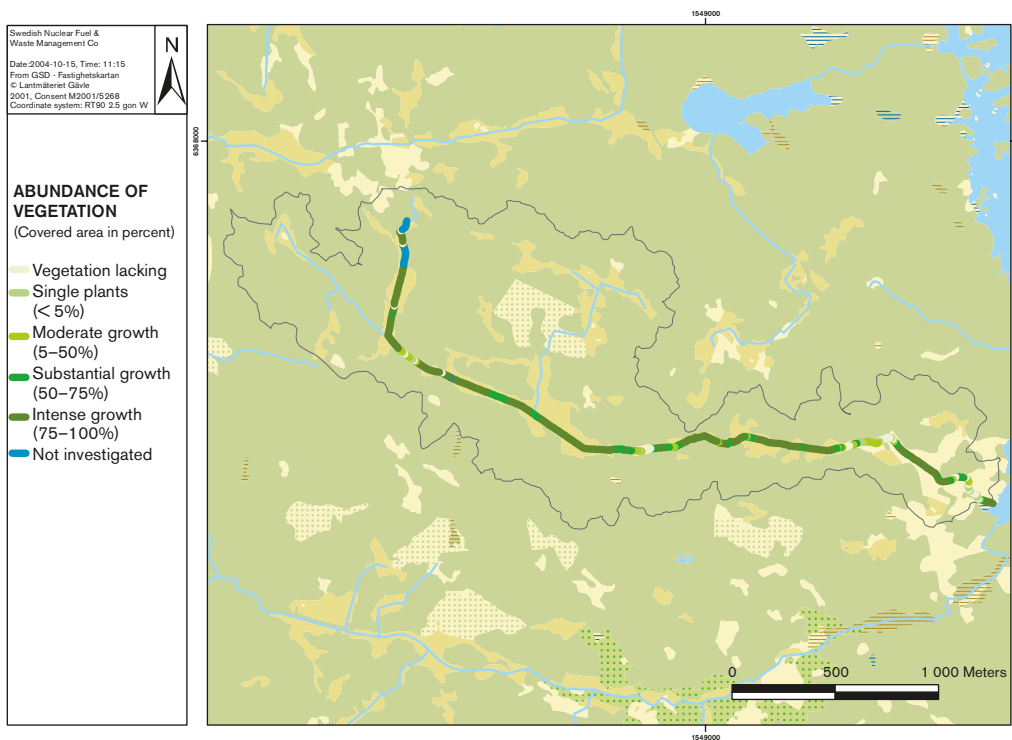 Swedish Nuclear Fuel &
Waste Management Co
Date:2004-10-15, Time: 11:15
From GSD - Fastighetskartan
© Lantmäteriet Gävle
2001, Consent M2001/5268
Coordinate system: RT90 2.5 gon W
N
ABUNDANCE OF
VEGETATION
(Covered area in percent)
Vegetation lacking
Single plants
(< 5%)
Moderate growth
(5–50%)
Substantial growth
(50–75%)
Intense growth
(75–100%)
Not investigated
1549000
6368000
0 500 1 000 Meters
1549000